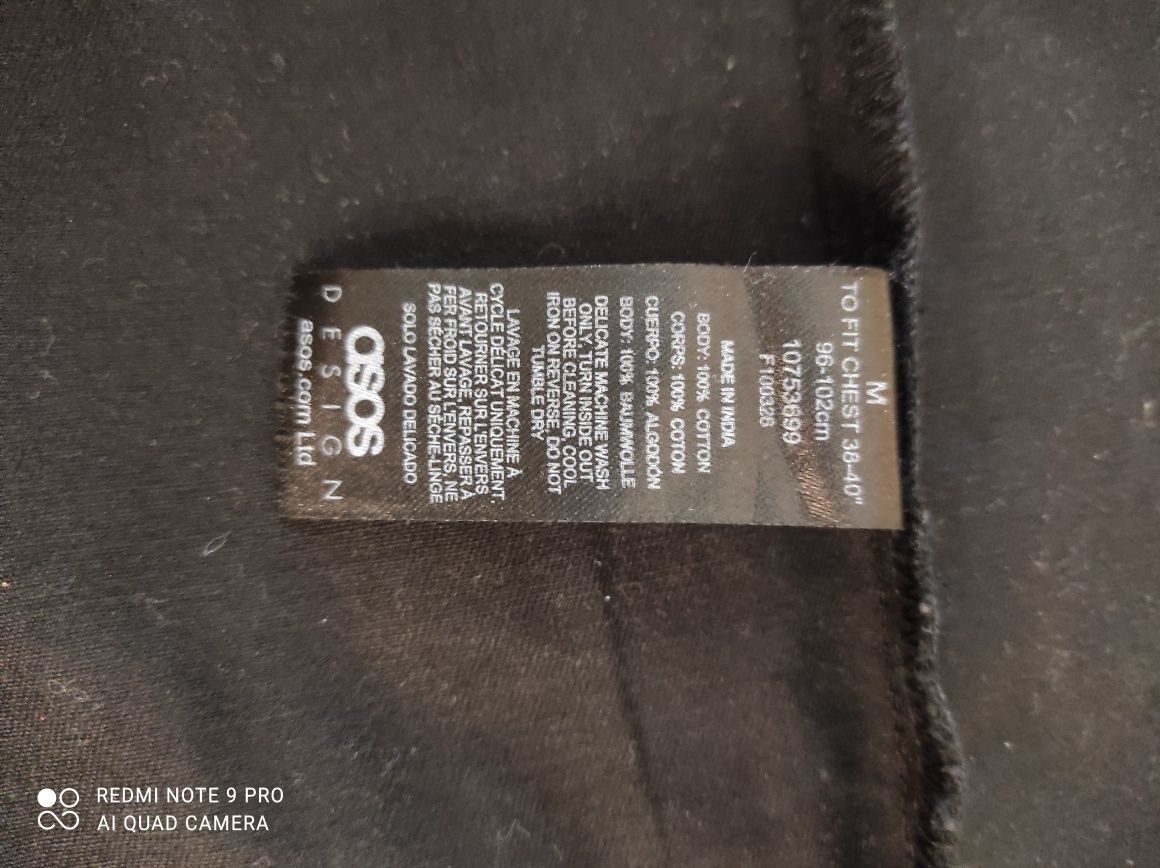 M
TO FIT CHEST 38-40"
96-102cm
10753699
F100328
MADE IN INDIA
BODY: 100% COTTON
CORPS: 100% COTON
CUERPO: 100% ALGODÓN
BODY: 100% BAUMWOLLE
DELICATE MACHINE WASH
ONLY, TURN INSIDE OUT
BEFORE CLEANING, COOL
IRON ON REVERSE, DO NOT
TUMBLE DRY
LAVAGE EN MACHINE À
CYCLE DÉLICAT UNIQUEMENT,
RETOURNER SUR L'ENVERS
AVANT LAVAGE, REPASSER À
FER FROID SUR L'ENVERS, NE
PAS SÉCHER AU SÈCHE-LINGE
SOLO LAVADO DELICADO
asos
DESIGN
asos.com Ltd
REDMI NOTE 9 PRO
AI QUAD CAMERA